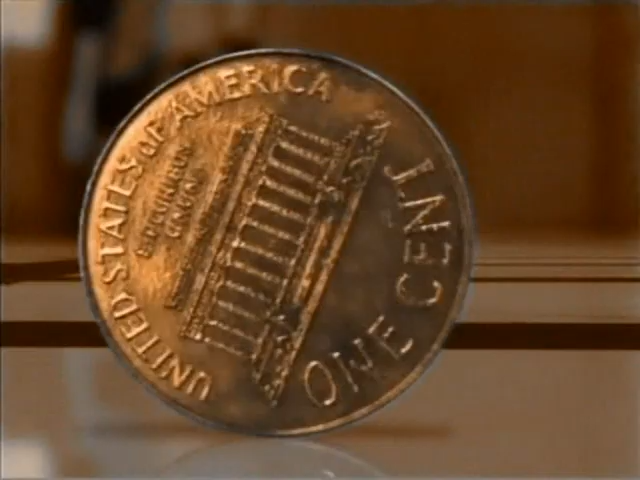 UNITED STATES OF AMERICA
E PLURIBUS
UNUM
ONE CENT